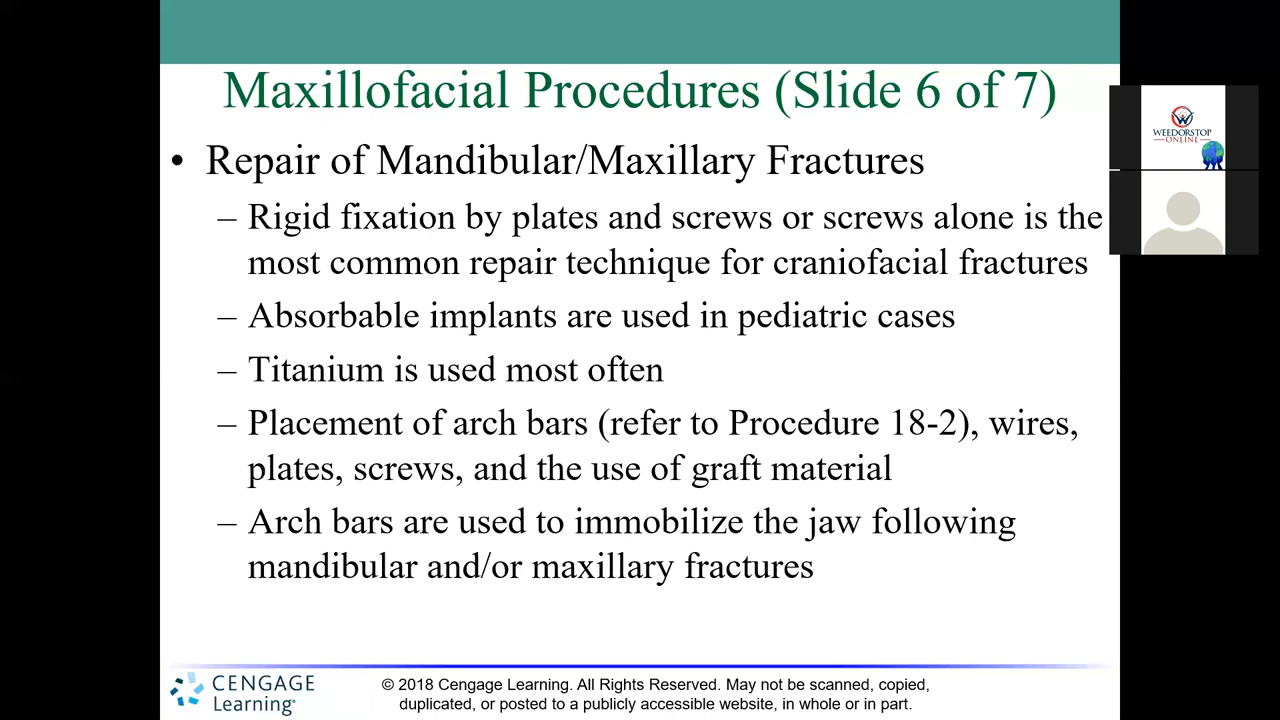 Maxillofacial Procedures (Slide 6 of 7)
• Repair of Mandibular/Maxillary Fractures
– Rigid fixation by plates and screws or screws alone is the
most common repair technique for craniofacial fractures
– Absorbable implants are used in pediatric cases
– Titanium is used most often
– Placement of arch bars (refer to Procedure 18-2), wires,
plates, screws, and the use of graft material
– Arch bars are used to immobilize the jaw following
mandibular and/or maxillary fractures
WEEDORSTOP
ONLINE
CENGAGE
Learning®
© 2018 Cengage Learning. All Rights Reserved. May not be scanned, copied,
duplicated, or posted to a publicly accessible website, in whole or in part.